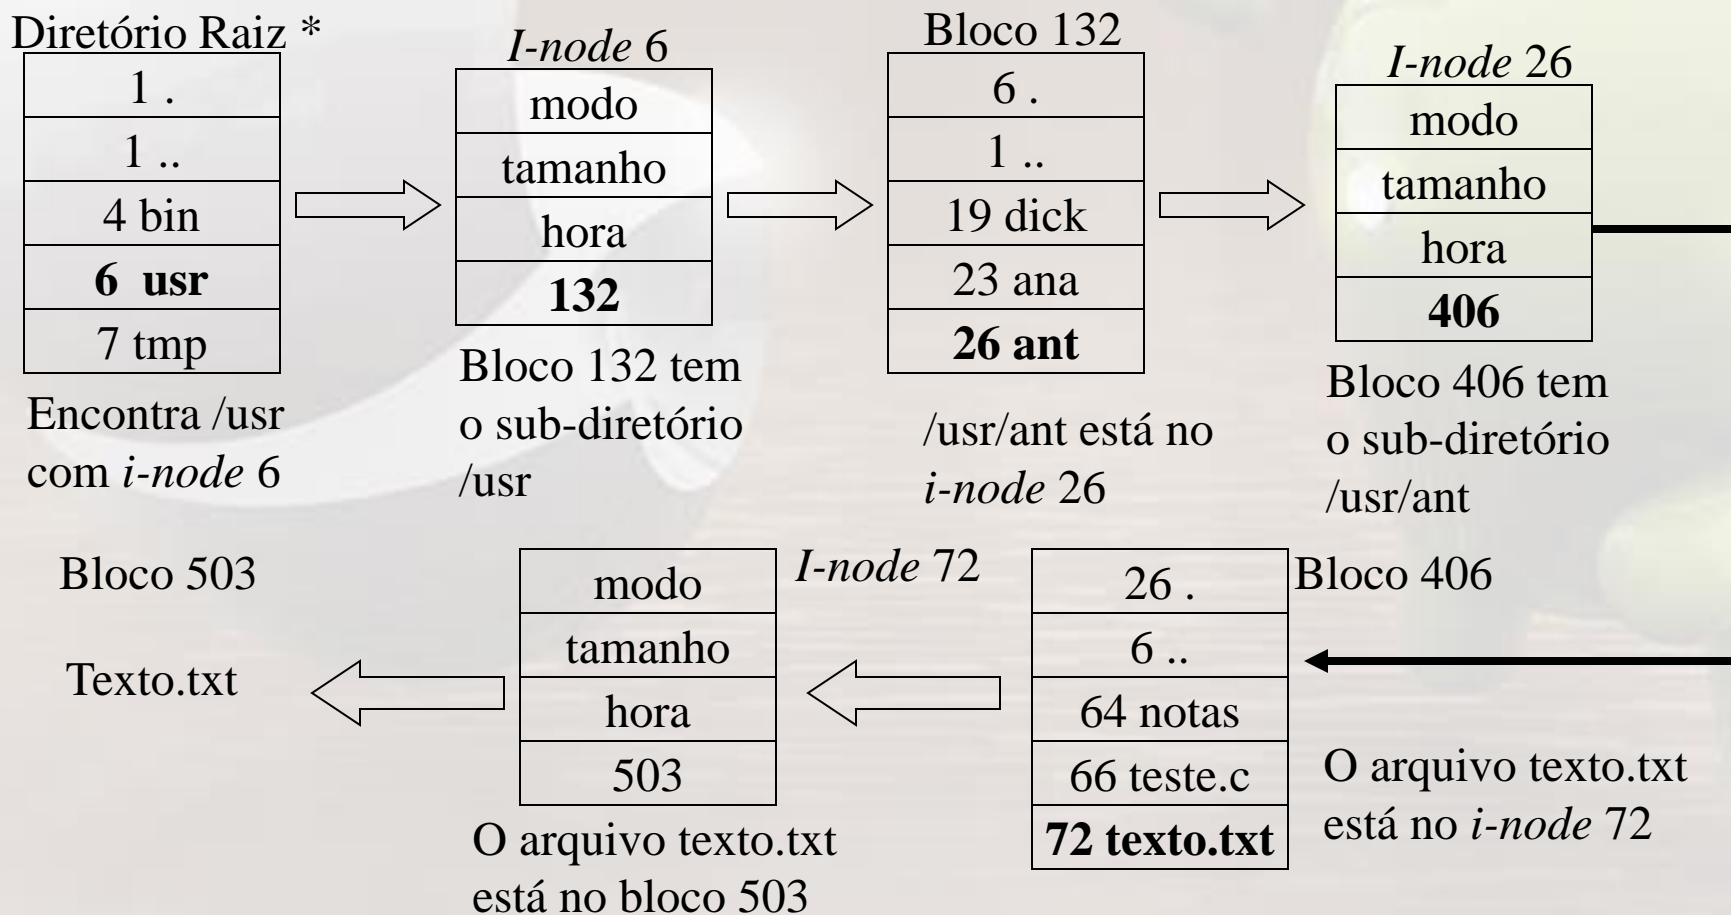 Diretório Raiz *
1 .
1 ..
4 bin
6 usr
7 tmp
Encontra /usr
com i-node 6
I-node 6
modo
tamanho
hora
132
Bloco 132 tem
o sub-diretório
/usr
Bloco 132
6 .
1 ..
19 dick
23 ana
26 ant
/usr/ant está no
i-node 26
I-node 26
modo
tamanho
hora
406
Bloco 406 tem
o sub-diretório
/usr/ant
Bloco 406
26 .
6 ..
64 notas
66 teste.c
72 texto.txt
O arquivo texto.txt
está no i-node 72
I-node 72
modo
tamanho
hora
503
O arquivo texto.txt
está no bloco 503
Bloco 503
Texto.txt